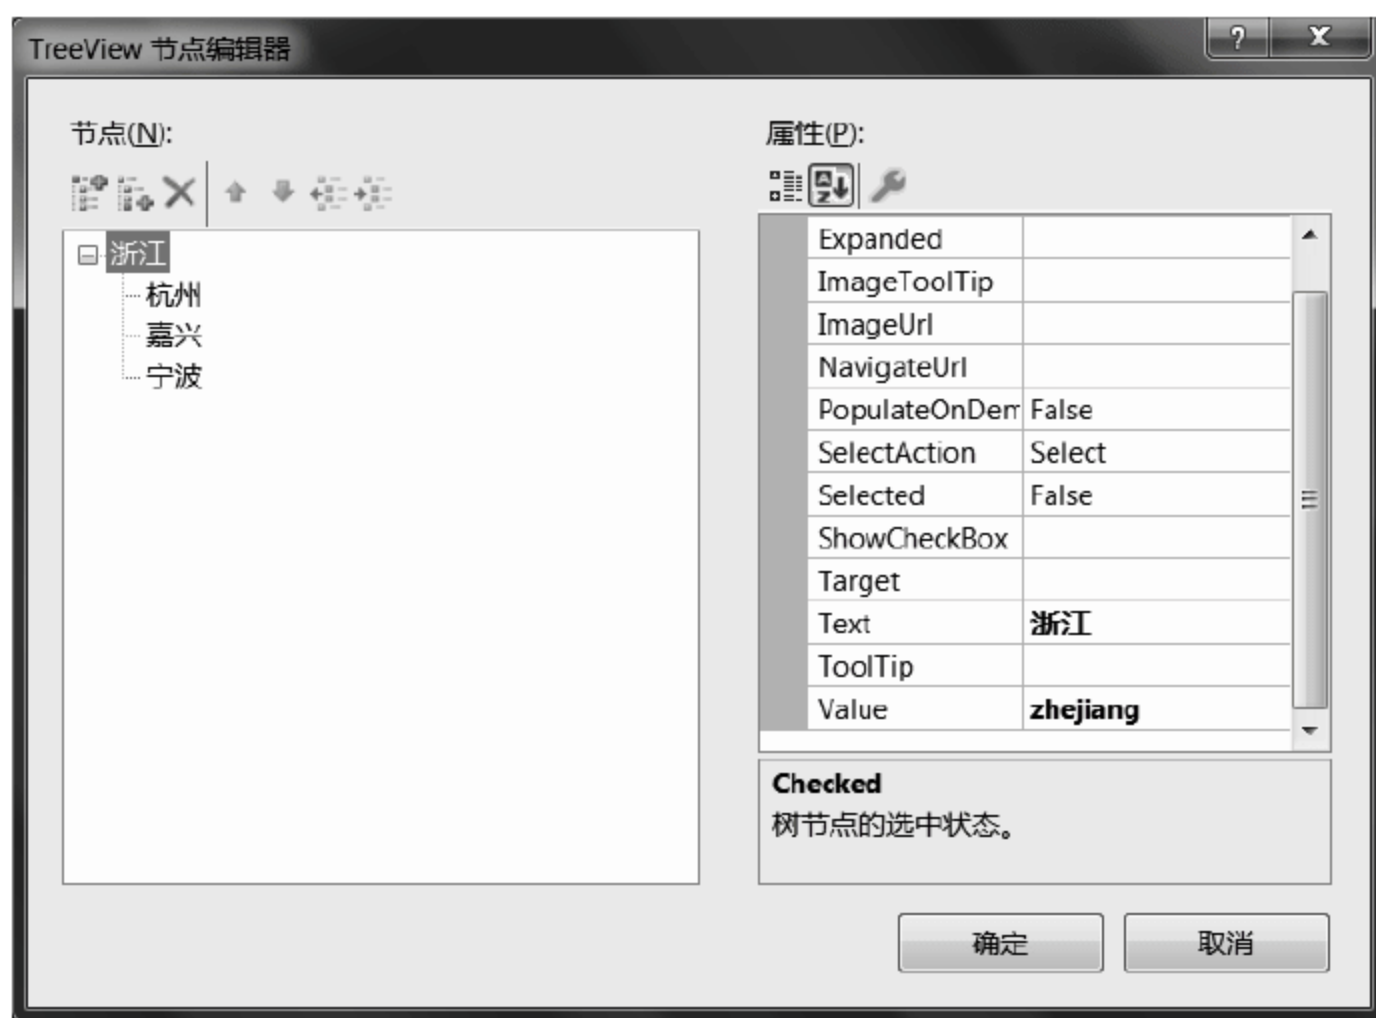 TreeView 节点编辑器
?
X
节点(N):
浙江
杭州
嘉兴
宁波
属性(P):
Expanded
ImageToolTip
ImageUrl
NavigateUrl
PopulateOnDem False
SelectAction Select
Selected False
ShowCheckBox
Target
Text 浙江
ToolTip
Value zhejiang
Checked
树节点的选中状态。
确定
取消